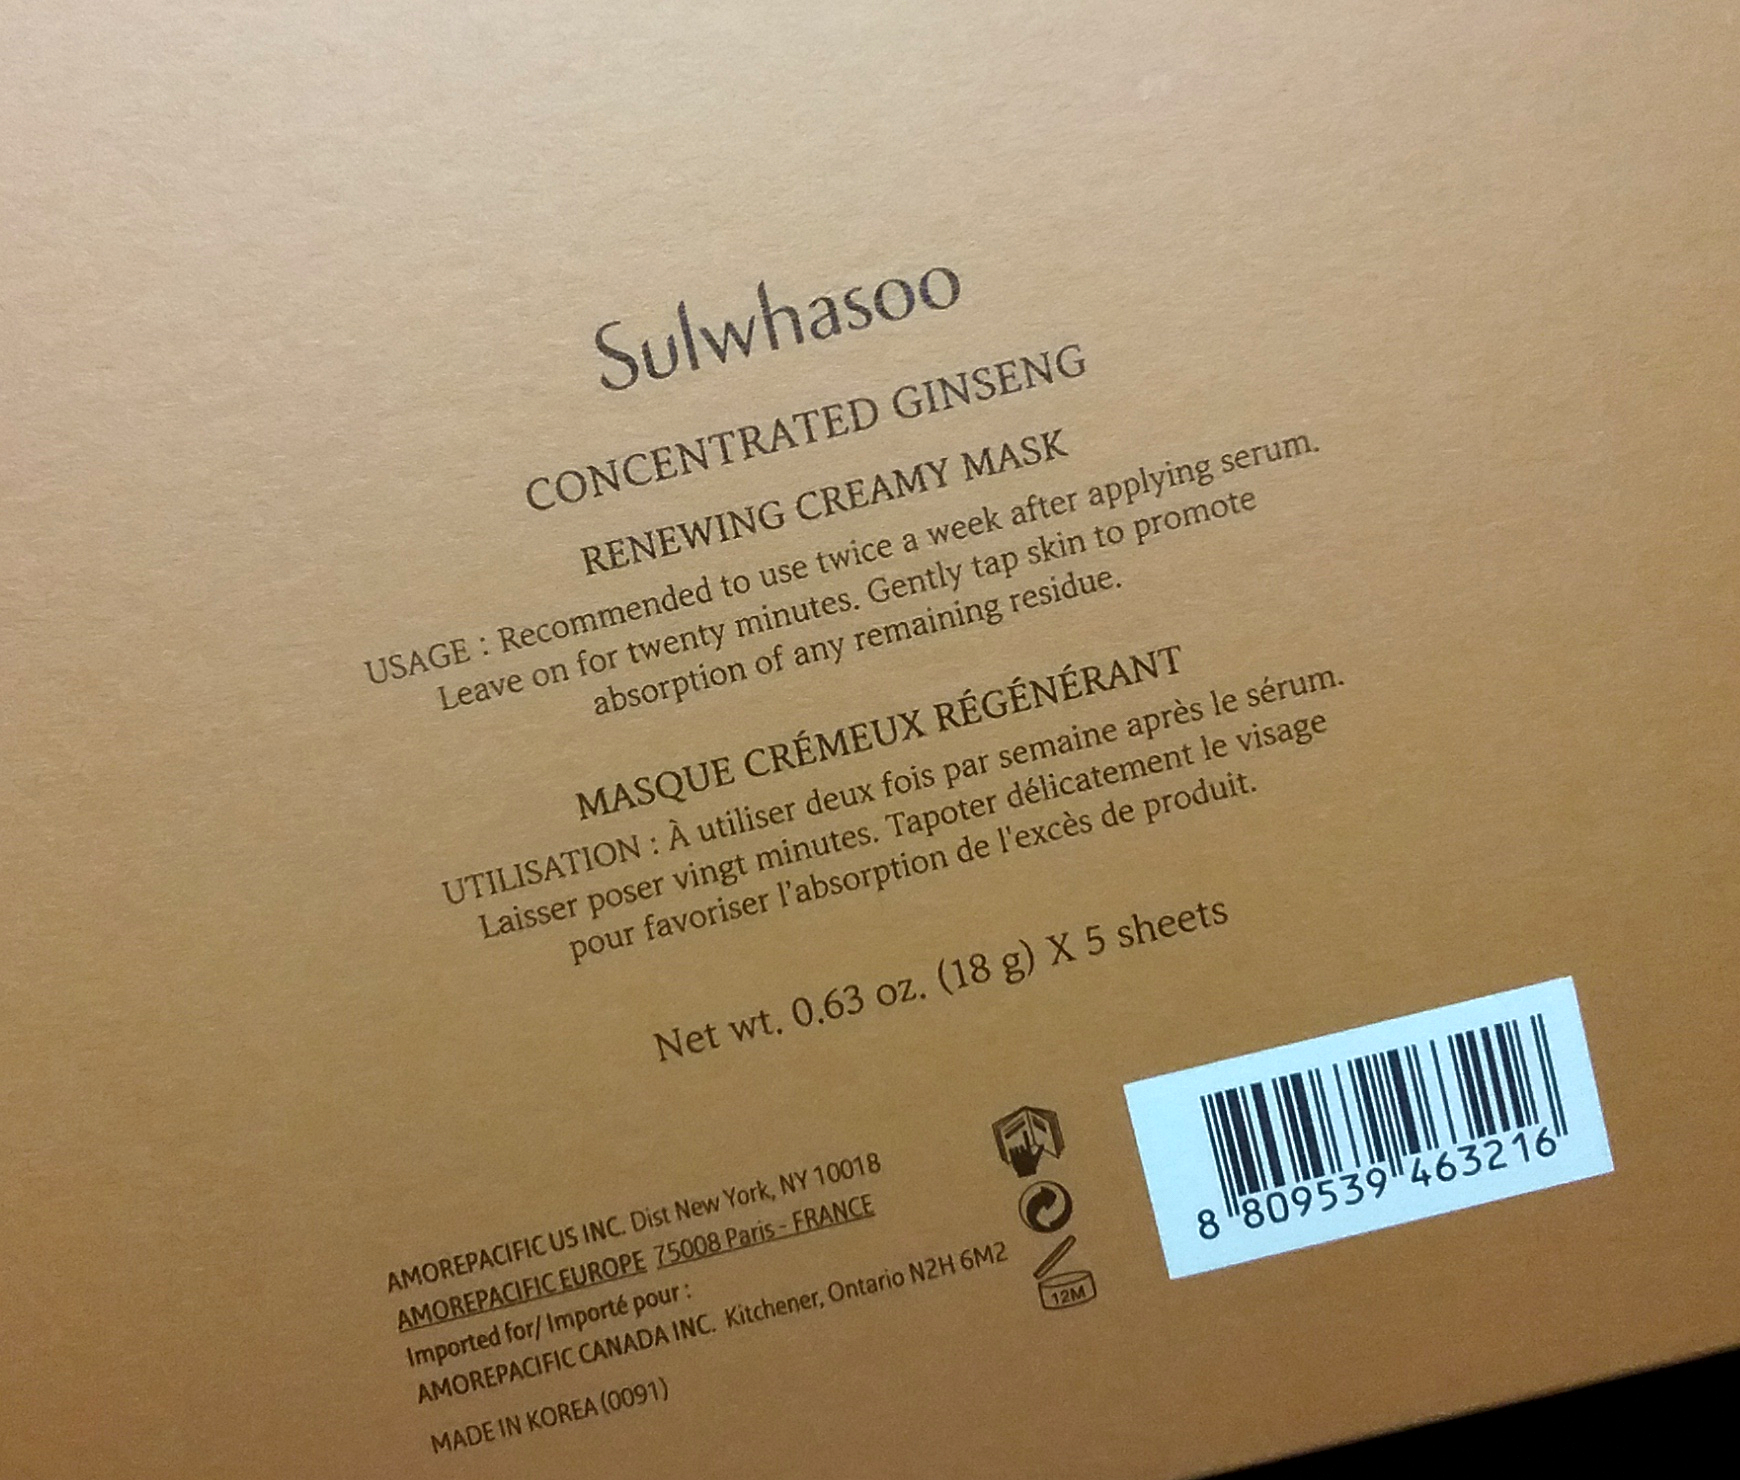 Sulwhasoo
CONCENTRATED GINSENG
RENEWING CREAMY MASK
USAGE : Recommended to use twice a week after applying serum.
Leave on for twenty minutes. Gently tap skin to promote
absorption of any remaining residue.
MASQUE CRÉMEUX RÉGÉNÉRANT
UTILISATION : À utiliser deux fois par semaine après le sérum.
Laisser poser vingt minutes. Tapoter délicatement le visage
pour favoriser l'absorption de l'excès de produit.
Net wt. 0.63 oz. (18 g) X 5 sheets
AMOREPACIFIC US INC. Dist New York, NY 10018
AMOREPACIFIC EUROPE 75008 Paris - FRANCE
Imported for/ Importé pour :
AMOREPACIFIC CANADA INC. Kitchener, Ontario N2H 6M2
MADE IN KOREA (0091)
12M
8 809539 463216